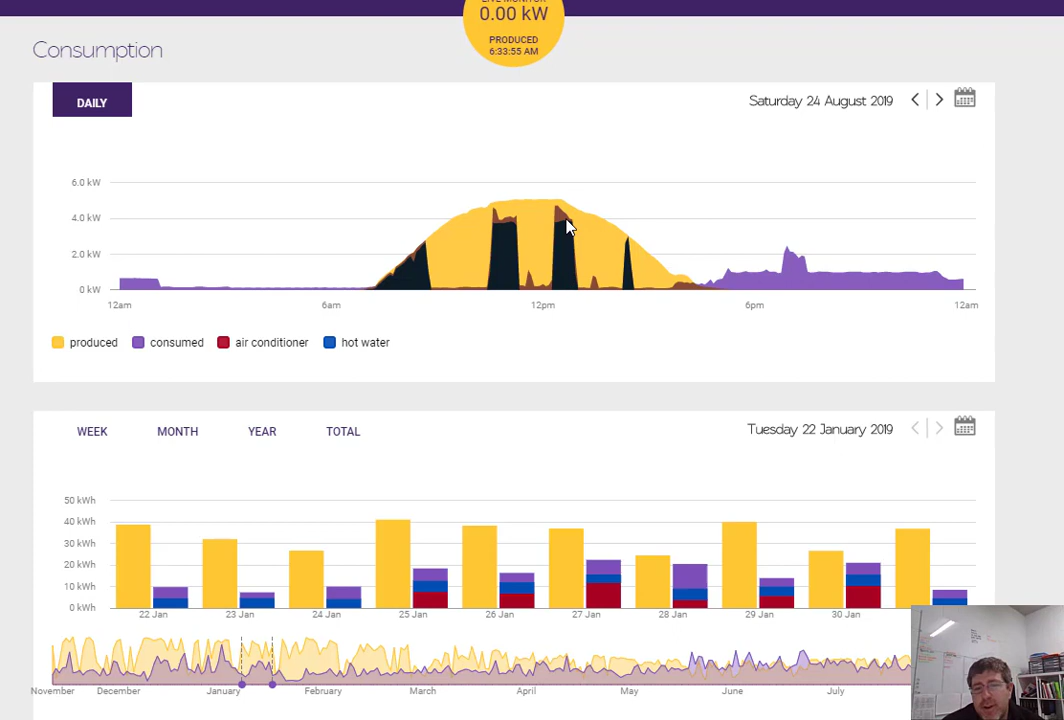 LIVE MONITOR
0.00 kW
PRODUCED
6:33:55 AM
Consumption
DAILY
Saturday 24 August 2019
6.0 kW
4.0 kW
2.0 kW
0 kW
12am 6am 12pm 6pm 12am
produced consumed air conditioner hot water
WEEK MONTH YEAR TOTAL
Tuesday 22 January 2019
50 kWh
40 kWh
30 kWh
20 kWh
10 kWh
0 kWh
22 Jan 23 Jan 24 Jan 25 Jan 26 Jan 27 Jan 28 Jan 29 Jan 30 Jan
November December January February March April May June July